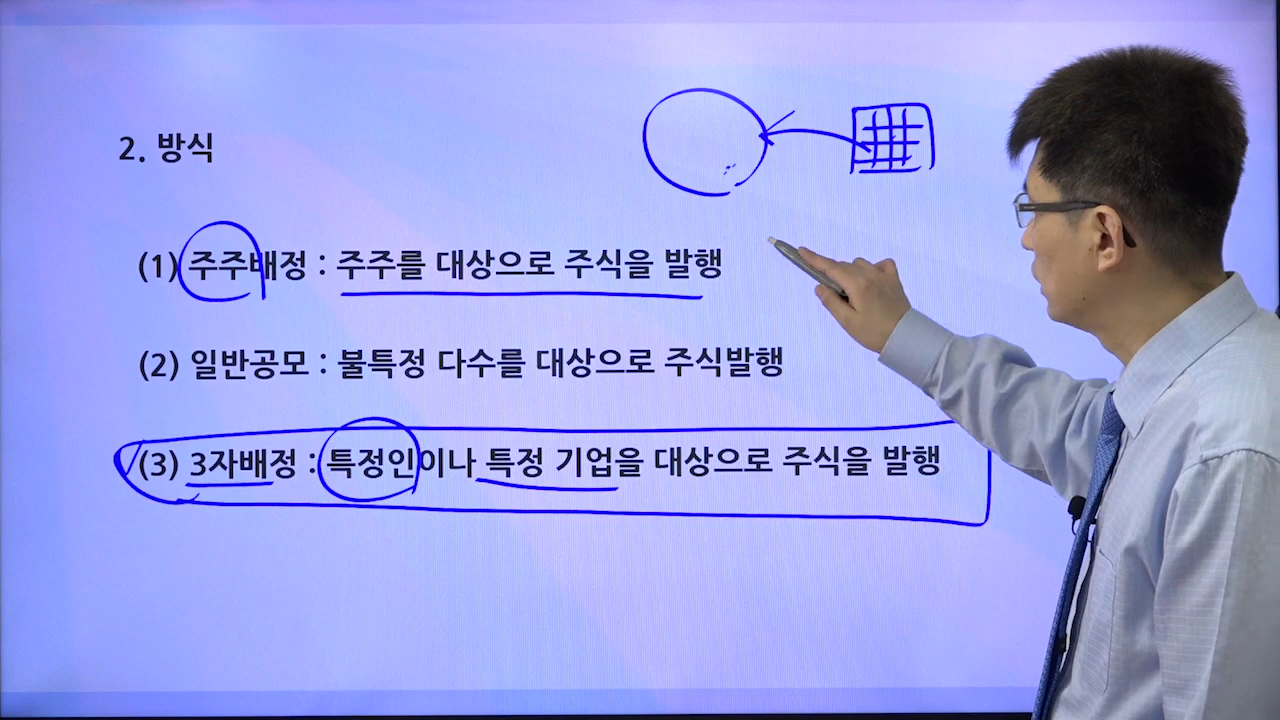 2. 방식
(1) 주주배정 : 주주를 대상으로 주식을 발행
(2) 일반공모 : 불특정 다수를 대상으로 주식발행
(3) 3자배정 : 특정인이나 특정 기업을 대상으로 주식을 발행